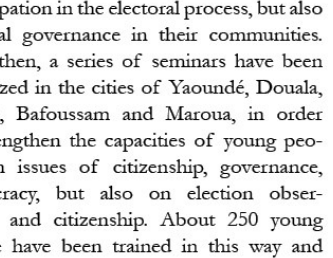 pation in the electoral process, but also
al governance in their communities.
then, a series of seminars have been
zed in the cities of Yaoundé, Douala,
, Bafoussam and Maroua, in order
engthen the capacities of young peo-
n issues of citizenship, governance,
cracy, but also on election obser-
and citizenship. About 250 young
e have been trained in this way and